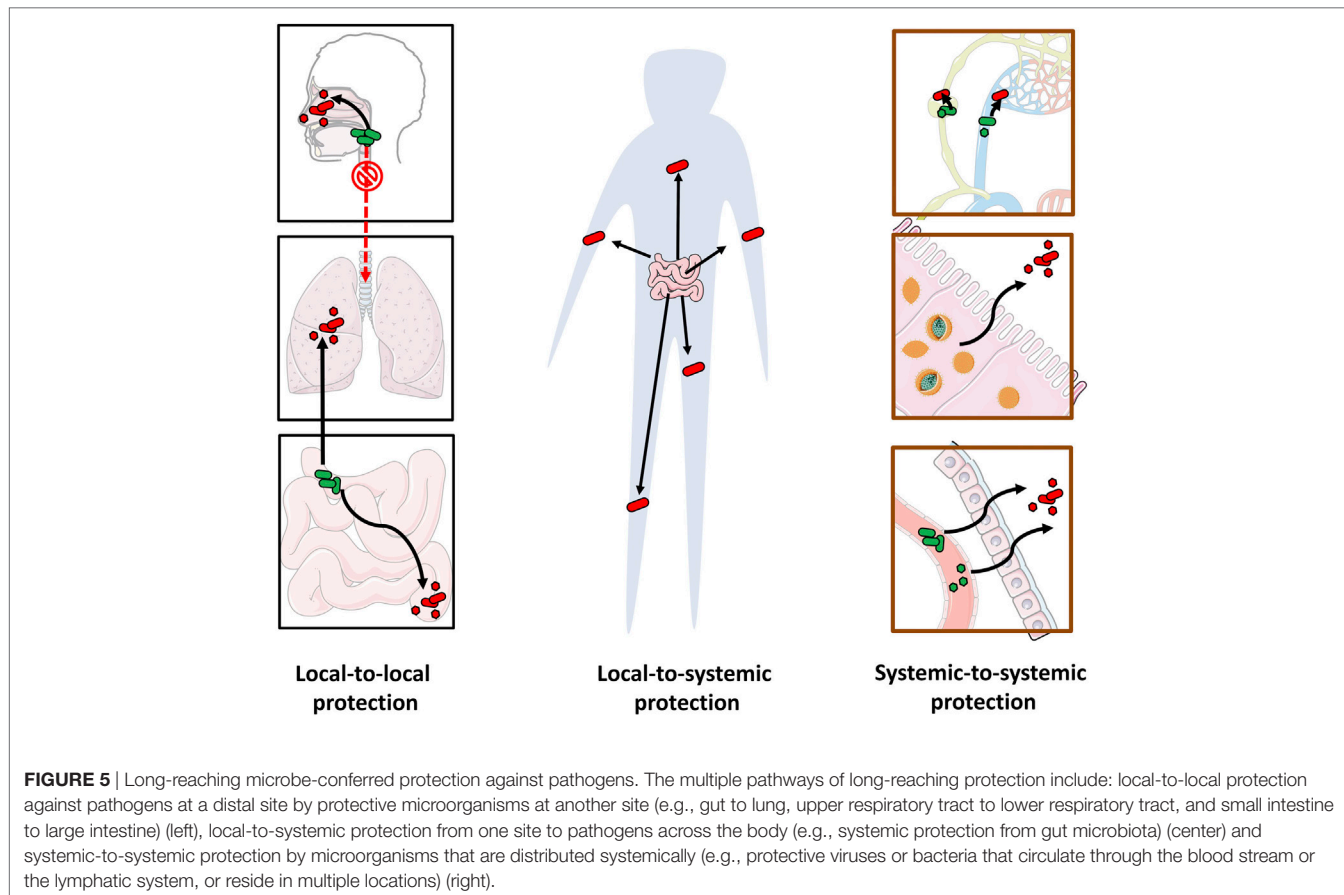 Local-to-local
protection
Local-to-systemic
protection
Systemic-to-systemic
protection
FIGURE 5 | Long-reaching microbe-conferred protection against pathogens. The multiple pathways of long-reaching protection include: local-to-local protection
against pathogens at a distal site by protective microorganisms at another site (e.g., gut to lung, upper respiratory tract to lower respiratory tract, and small intestine
to large intestine) (left), local-to-systemic protection from one site to pathogens across the body (e.g., systemic protection from gut microbiota) (center) and
systemic-to-systemic protection by microorganisms that are distributed systemically (e.g., protective viruses or bacteria that circulate through the blood stream or
the lymphatic system, or reside in multiple locations) (right).